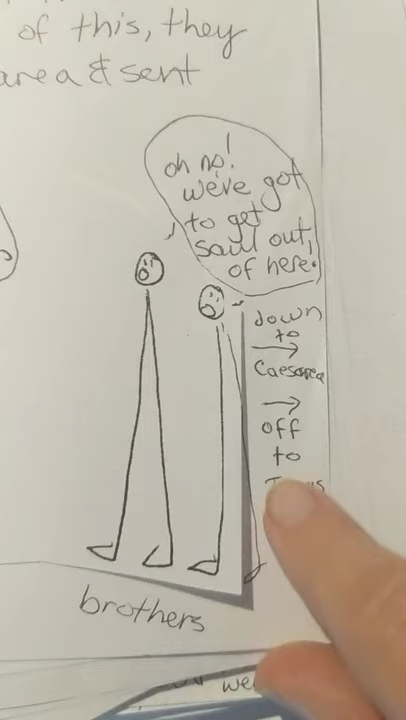 of this, they
area & sent
oh no!
we've got
to get
saul out
of here.
down
to
→
Caesarea
→
off
to
brothers
we